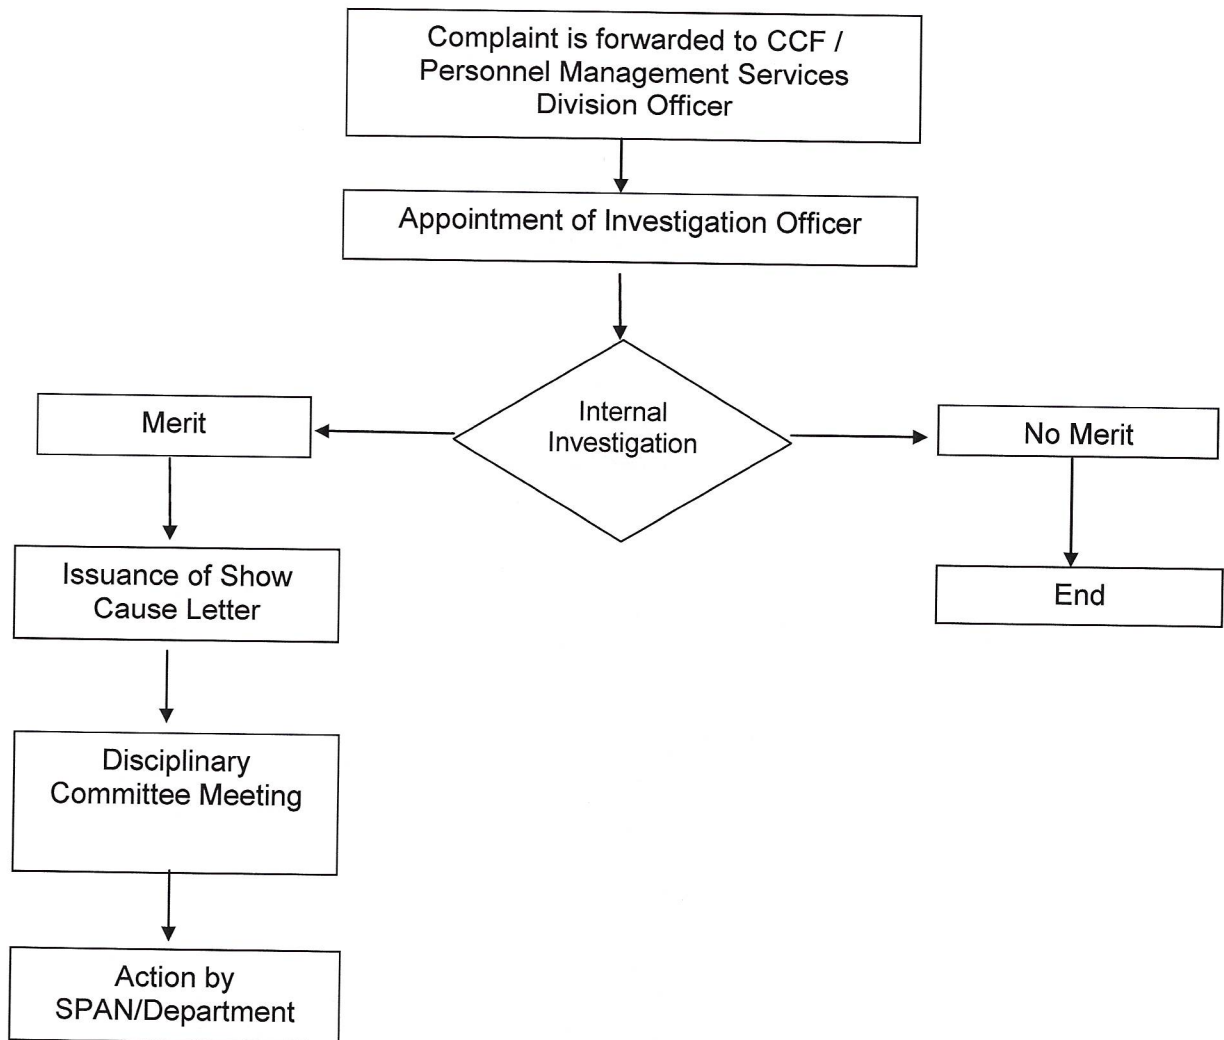 Complaint is forwarded to CCF /
Personnel Management Services
Division Officer
Appointment of Investigation Officer
Internal
Investigation
Merit
No Merit
Issuance of Show
Cause Letter
End
Disciplinary
Committee Meeting
Action by
SPAN/Department